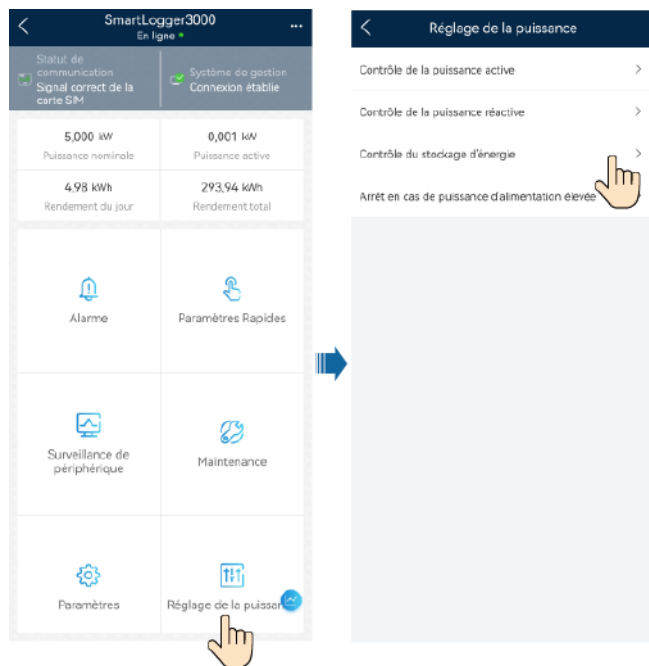 SmartLogger3000
En ligne
Statut de
communication
Signal correct de la
carte SIM
Système de gestion
Connexion établie
5,000 kW
Puissance nominale
0,001 kW
Puissance active
4,98 kWh
Rendement du jour
293,94 kWh
Rendement total
Alarme
Paramètres Rapides
Surveillance de
périphérique
Maintenance
Paramètres
Réglage de la puissan
Réglage de la puissance
Contrôle de la puissance active
Contrôle de la puissance réactive
Contrôle du stockage d'énergie
Arrêt en cas de puissance d'alimentation élevée